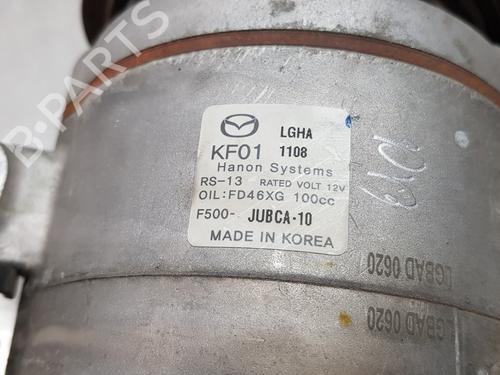 B-PARTS
LGHA
KF01 1108
Hanon Systems
RS-13 RATED VOLT 12V
OIL:FD46XG 100cc
F500- JUBCA-10
MADE IN KOREA
LGBAD 0620
LGBAD 0620